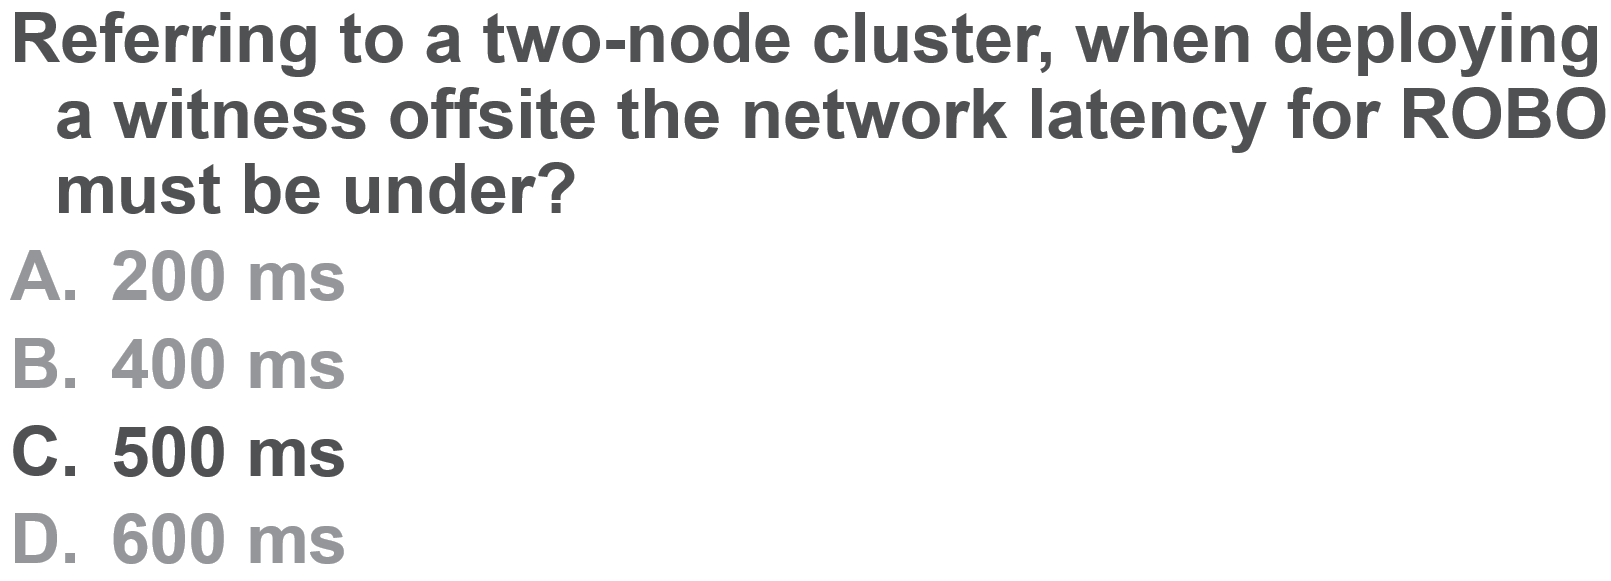 Referring to a two-node cluster, when deploying
a witness offsite the network latency for ROBO
must be under?
A. 200 ms
B. 400 ms
C. 500 ms
D. 600 ms